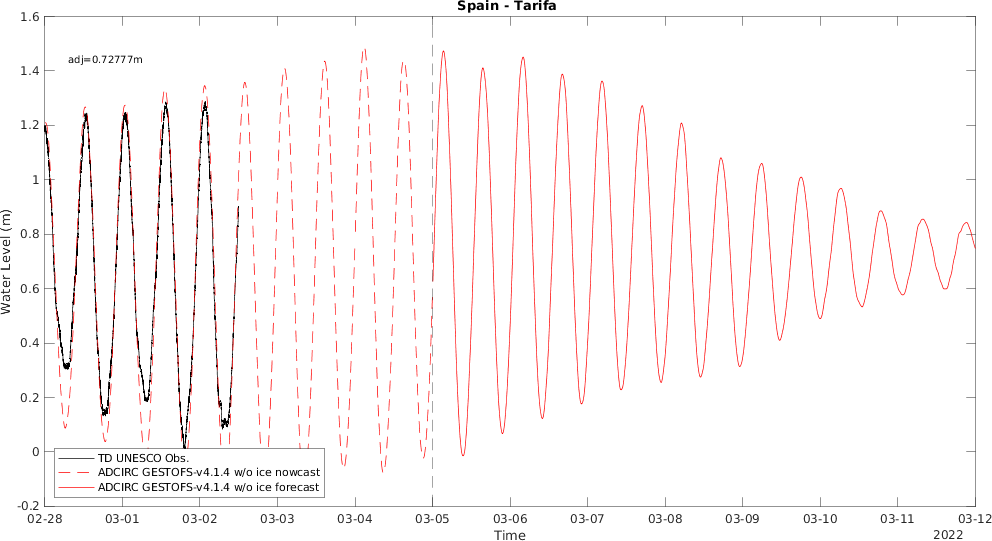 Spain - Tarifa
1.6
1.4
1.2
1
0.8
0.6
0.4
0.2
0
-0.2
Water Level (m)
adj=0.72777m
TD UNESCO Obs.
ADCIRC GESTOFS-v4.1.4 w/o ice nowcast
ADCIRC GESTOFS-v4.1.4 w/o ice forecast
02-28 03-01 03-02 03-03 03-04 03-05 03-06 03-07 03-08 03-09 03-10 03-11 03-12
Time
2022